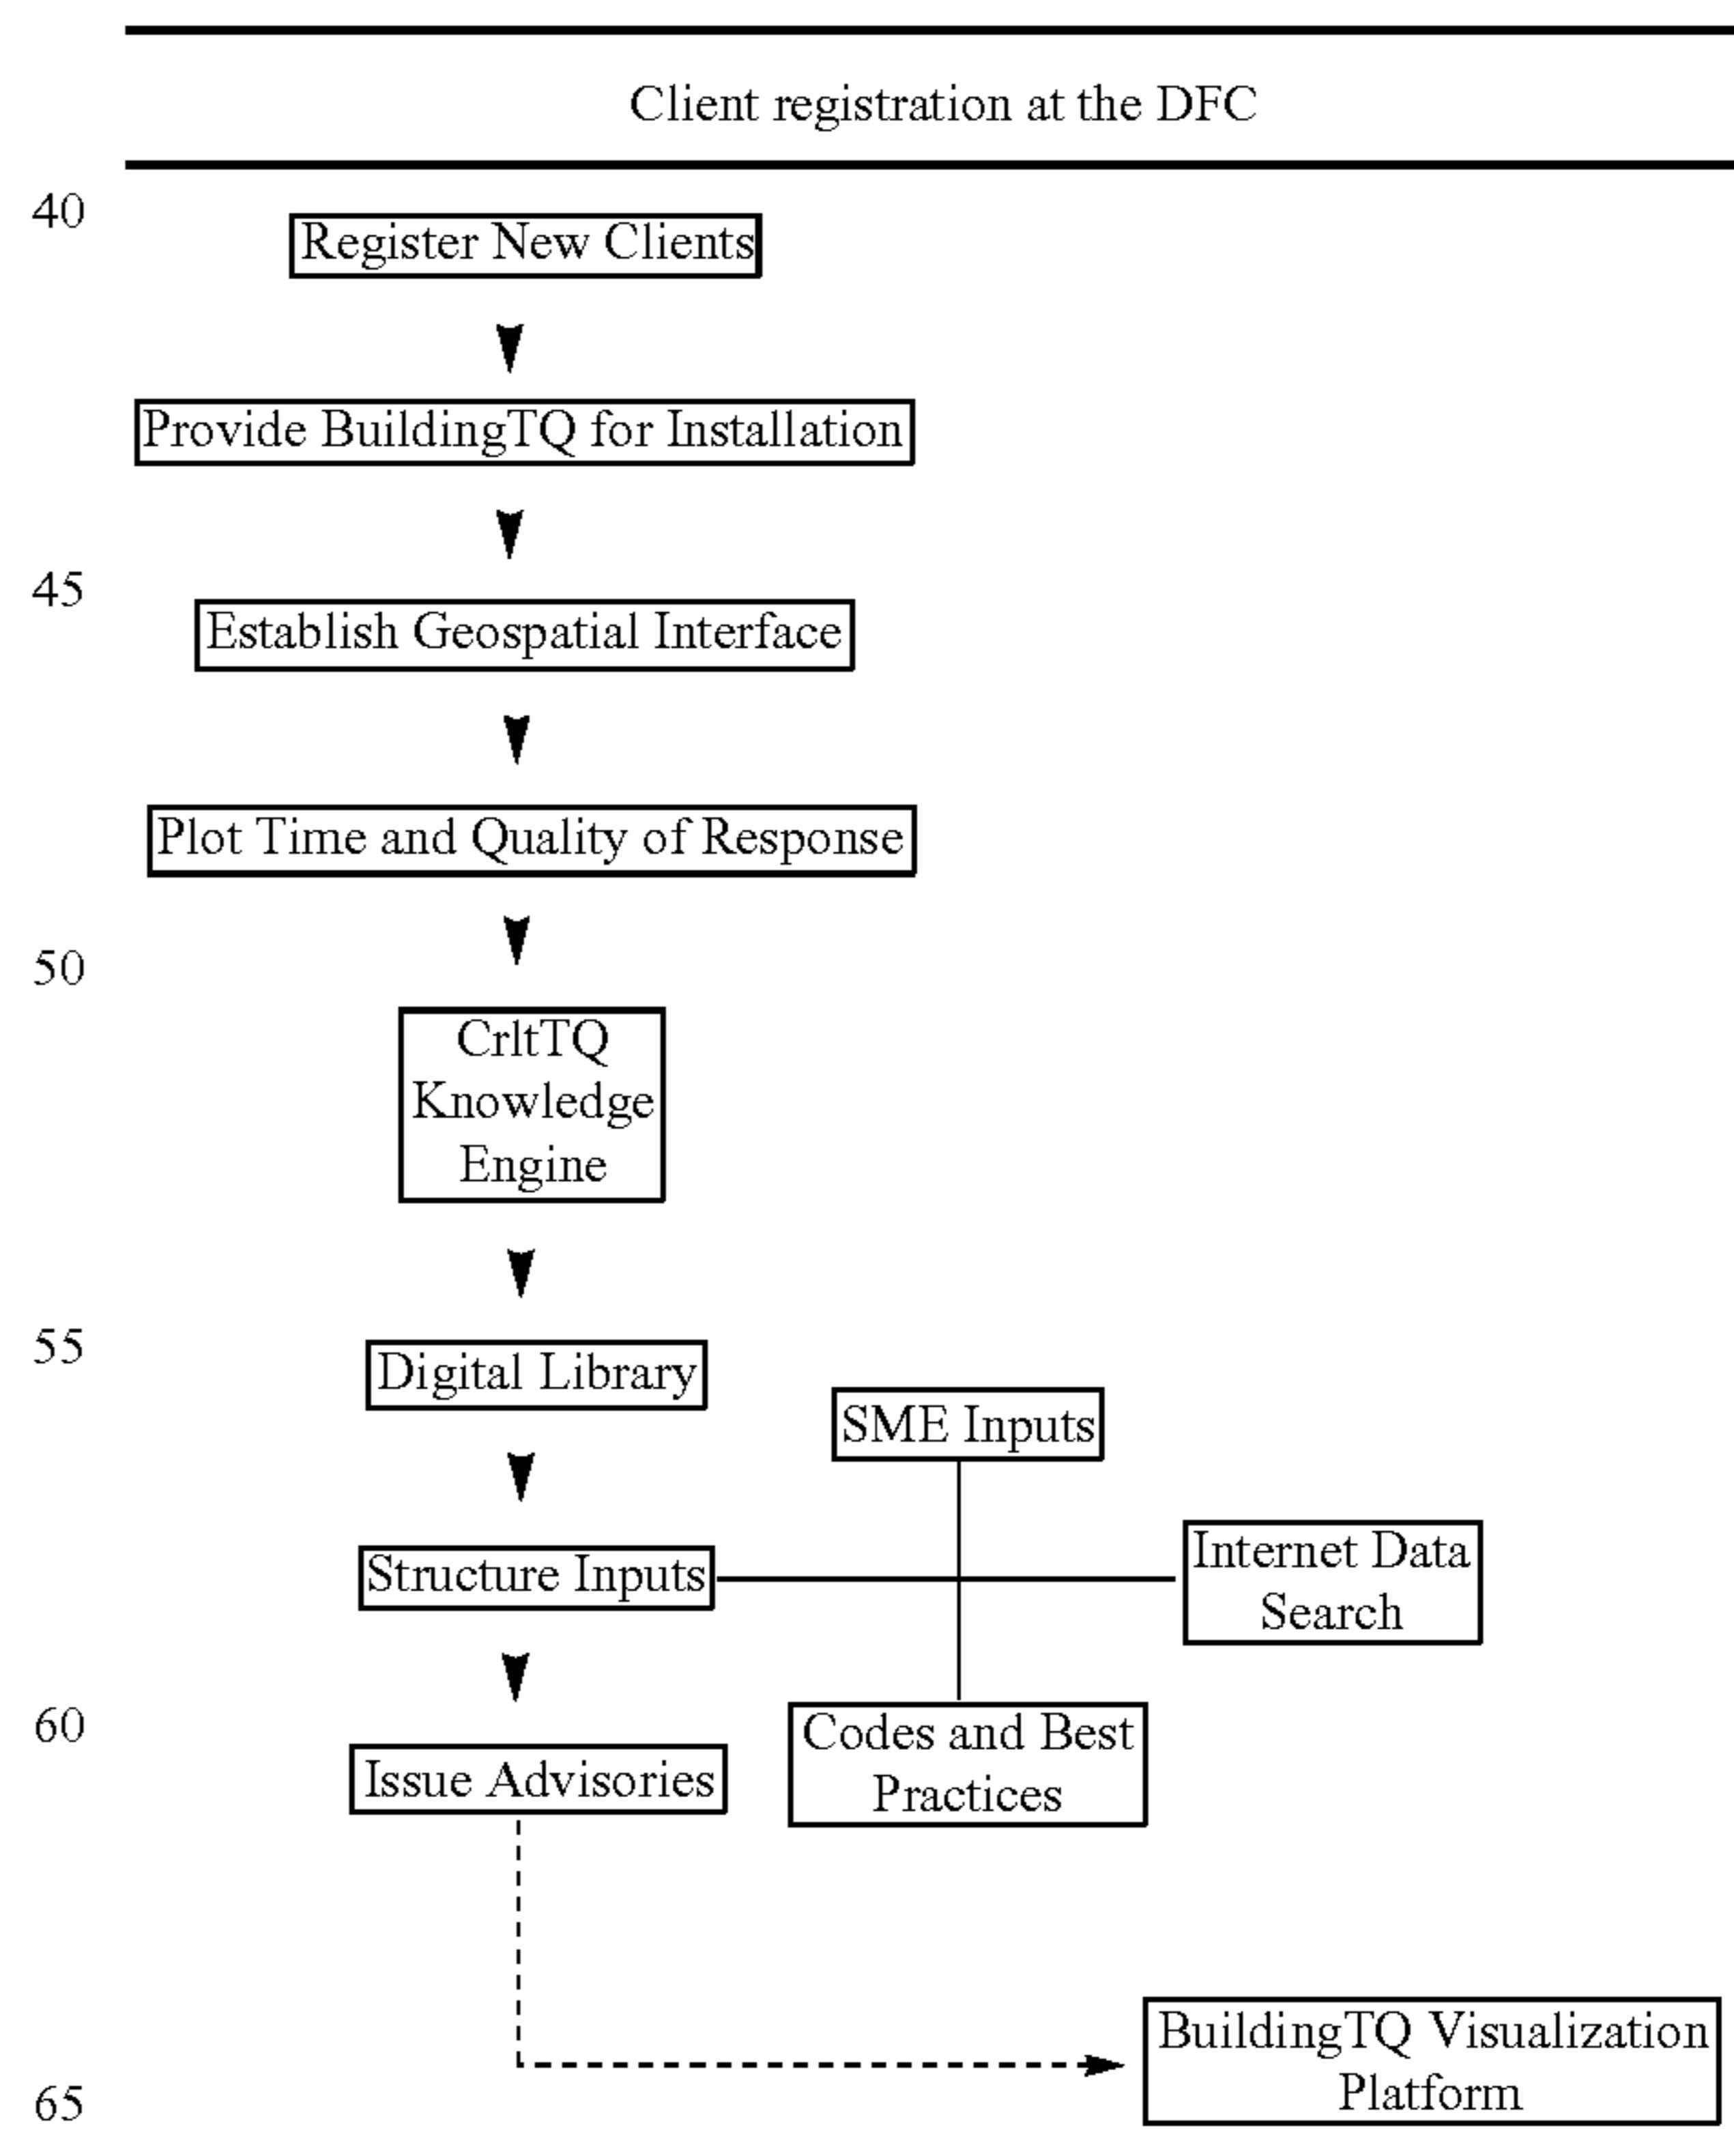 Client registration at the DFC
40
Register New Clients
Provide BuildingTQ for Installation
45
Establish Geospatial Interface
Plot Time and Quality of Response
50
CrltTQ
Knowledge
Engine
55
Digital Library
SME Inputs
Structure Inputs
Internet Data
Search
60
Codes and Best
Practices
Issue Advisories
BuildingTQ Visualization
Platform
65